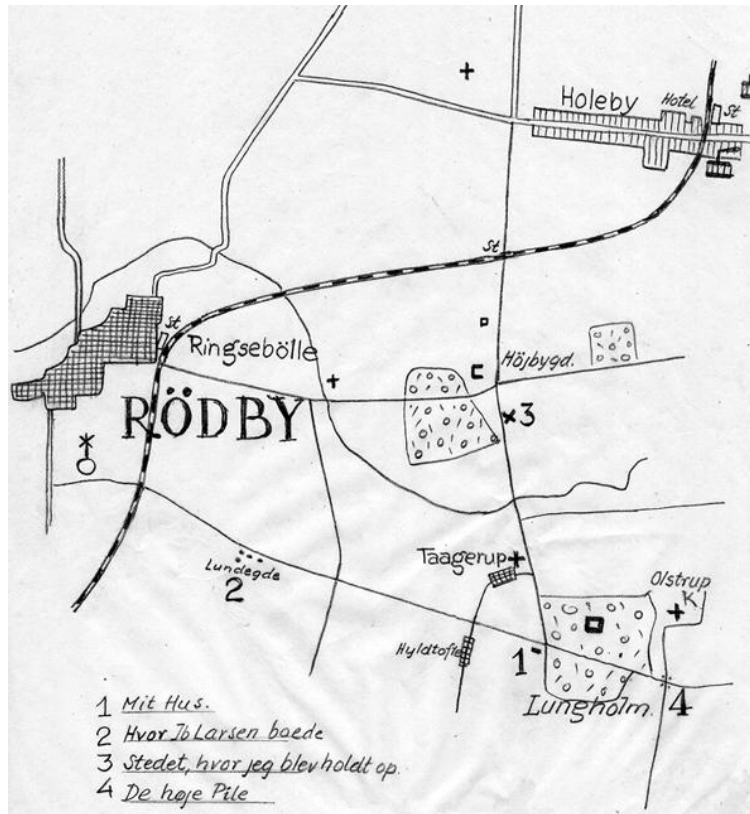 Holeby
Hotel
St
St
St
Ringsebölle
Höjbygd.
RÖDBY
3
Taagerup
Lundegde
2
Olstrup
K
Hyldtofte
1
Lungholm.
4
1 Mit Hus.
2 Hvor Ib Larsen boede
3 Stedet, hvor jeg blev holdt op.
4 De høje Pile